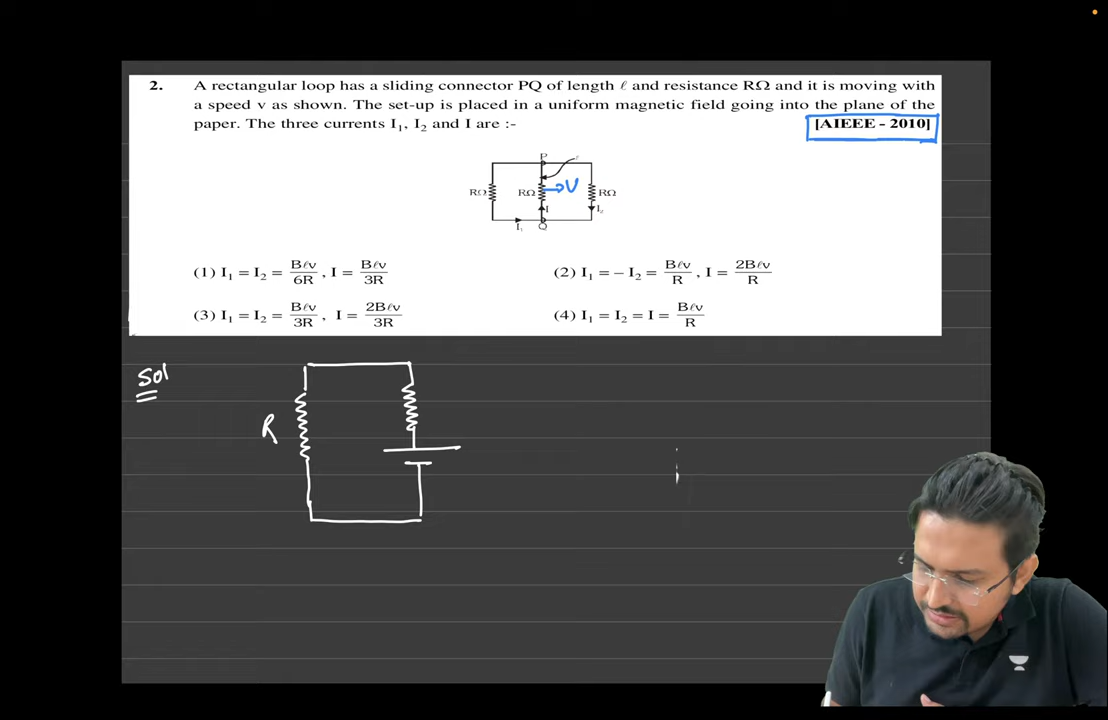 2. A rectangular loop has a sliding connector PQ of length ℓ and resistance RΩ and it is moving with
a speed v as shown. The set-up is placed in a uniform magnetic field going into the plane of the
paper. The three currents I₁, I₂ and I are :- [AIEEE - 2010]
P
RΩ RΩ V RΩ
I I₂
I₁ Q
(1) I₁ = I₂ = Bℓv/6R , I = Bℓv/3R (2) I₁ = – I₂ = Bℓv/R , I = 2Bℓv/R
(3) I₁ = I₂ = Bℓv/3R , I = 2Bℓv/3R (4) I₁ = I₂ = I = Bℓv/R
Sol
R